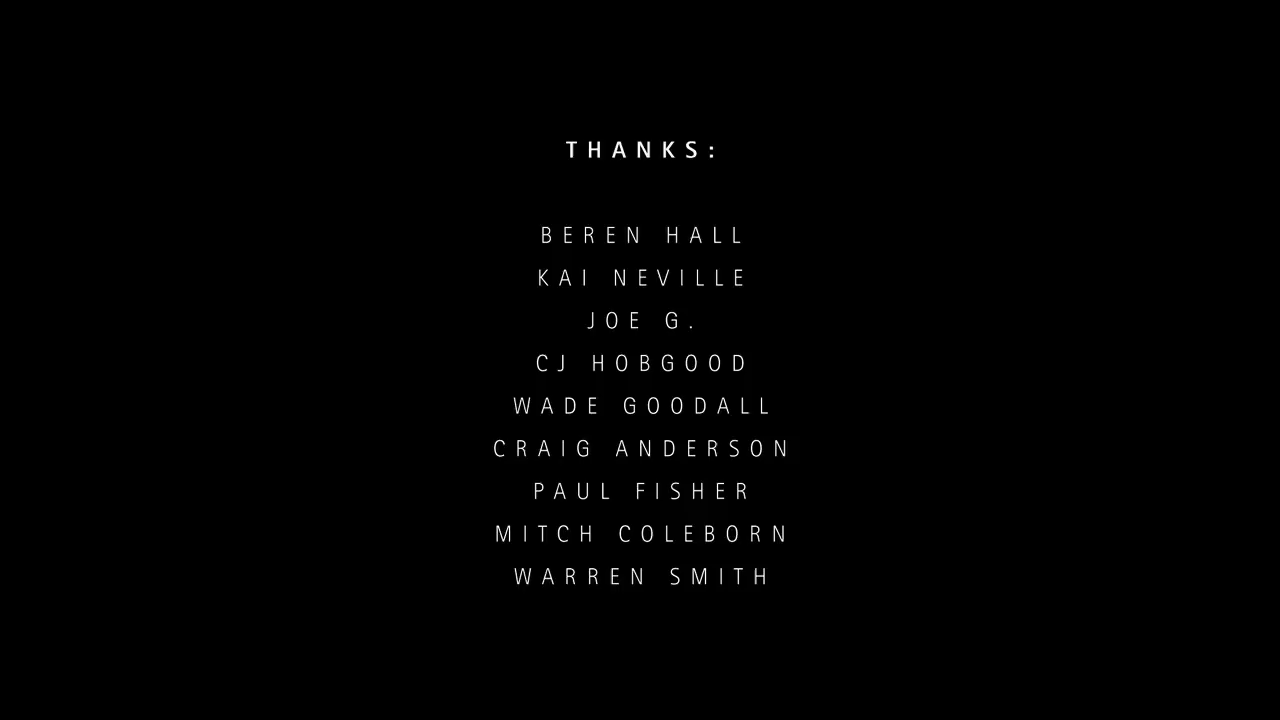 THANKS:
BEREN HALL
KAI NEVILLE
JOE G.
CJ HOBGOOD
WADE GOODALL
CRAIG ANDERSON
PAUL FISHER
MITCH COLEBORN
WARREN SMITH